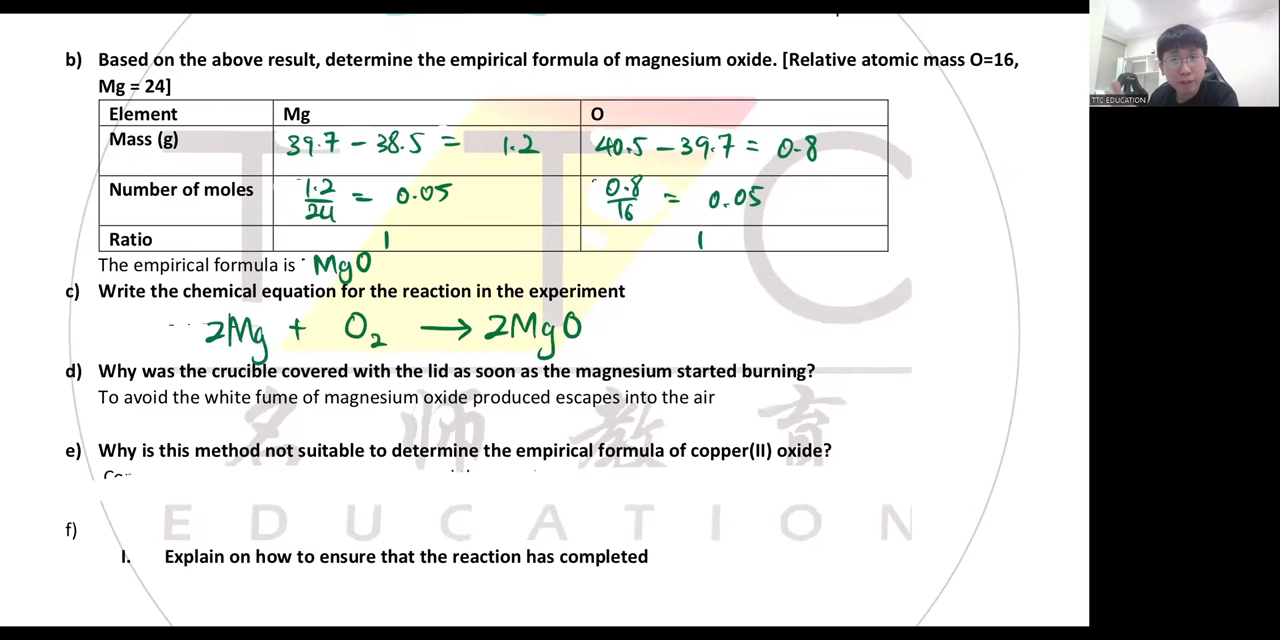 b) Based on the above result, determine the empirical formula of magnesium oxide. [Relative atomic mass O=16,
Mg = 24]
Element Mg O
Mass (g) 39.7 - 38.5 = 1.2 40.5 - 39.7 = 0.8
Number of moles 1.2/24 = 0.05 0.8/16 = 0.05
Ratio 1 1
The empirical formula is MgO
c) Write the chemical equation for the reaction in the experiment
2Mg + O₂ → 2MgO
d) Why was the crucible covered with the lid as soon as the magnesium started burning?
To avoid the white fume of magnesium oxide produced escapes into the air
e) Why is this method not suitable to determine the empirical formula of copper(II) oxide?
f)
I. Explain on how to ensure that the reaction has completed
TTC
名师教育
EDUCATION
TTC EDUCATION